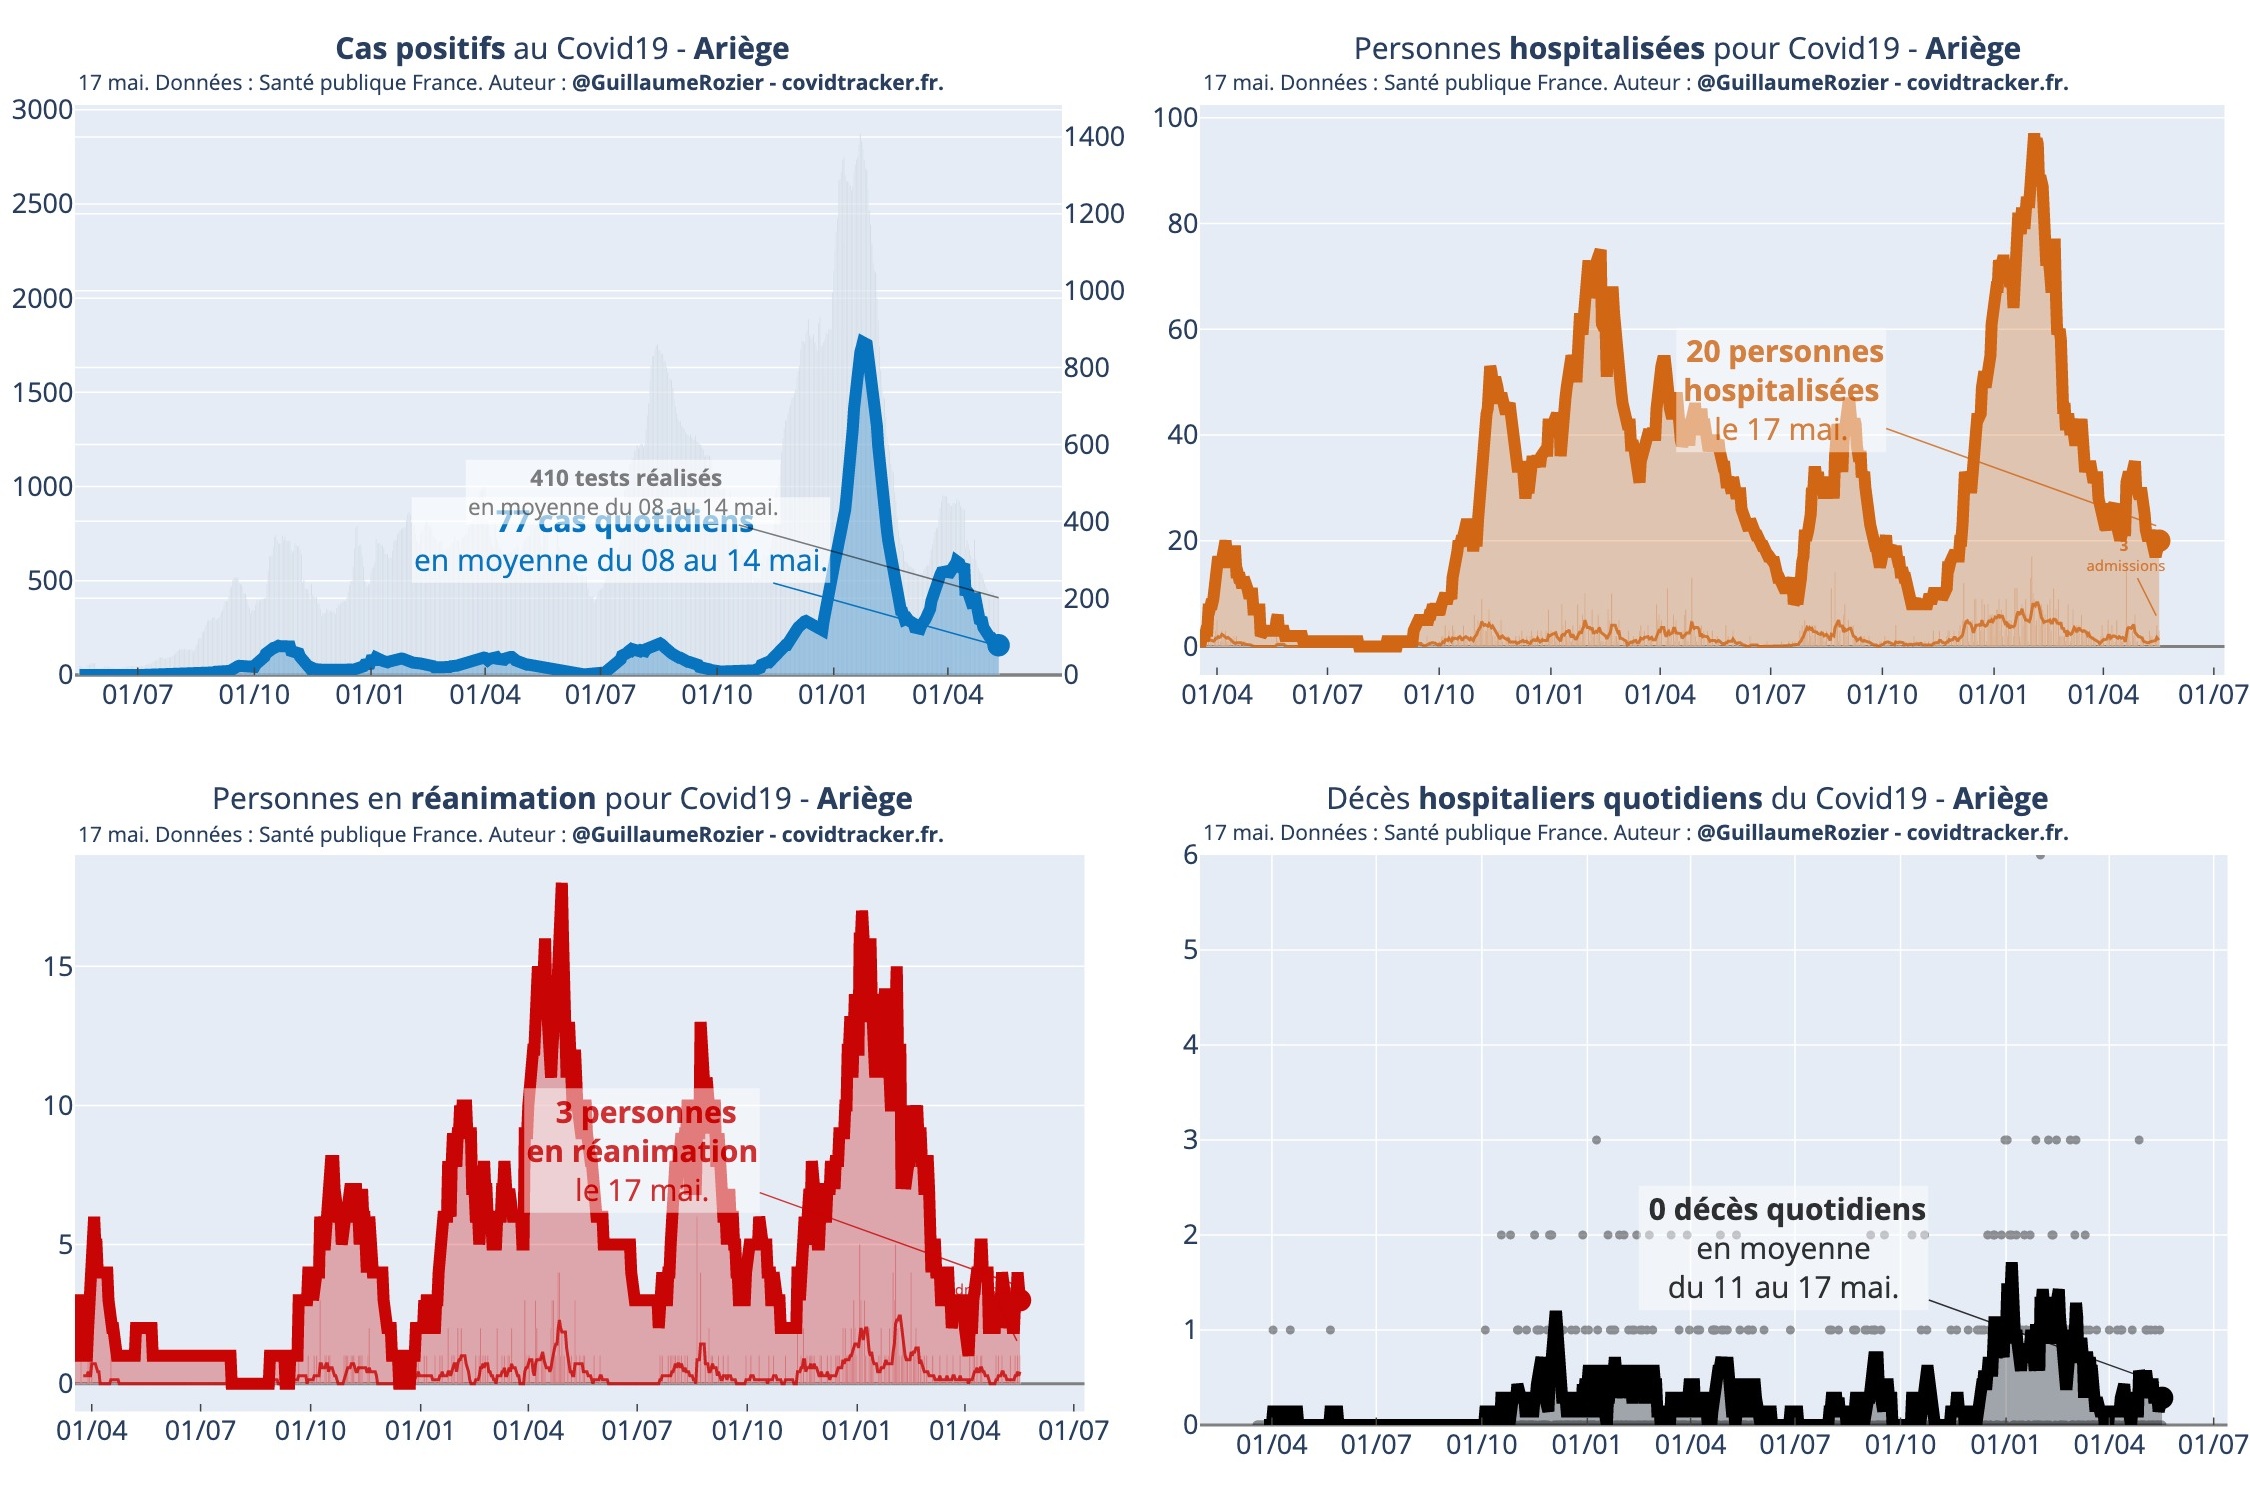 Cas positifs au Covid19 - Ariège
17 mai. Données : Santé publique France. Auteur : @GuillaumeRozier - covidtracker.fr.
3000
2500
2000
1500
1000
500
0
1400
1200
1000
800
600
400
200
0
410 tests réalisés
en moyenne du 08 au 14 mai.
77 cas quotidiens
en moyenne du 08 au 14 mai.
01/07 01/10 01/01 01/04 01/07 01/10 01/01 01/04
Personnes hospitalisées pour Covid19 - Ariège
17 mai. Données : Santé publique France. Auteur : @GuillaumeRozier - covidtracker.fr.
100
80
60
40
20
0
20 personnes
hospitalisées
le 17 mai.
3
admissions
01/04 01/07 01/10 01/01 01/04 01/07 01/10 01/01 01/04 01/07
Personnes en réanimation pour Covid19 - Ariège
17 mai. Données : Santé publique France. Auteur : @GuillaumeRozier - covidtracker.fr.
15
10
5
0
3 personnes
en réanimation
le 17 mai.
01/04 01/07 01/10 01/01 01/04 01/07 01/10 01/01 01/04 01/07
Décès hospitaliers quotidiens du Covid19 - Ariège
17 mai. Données : Santé publique France. Auteur : @GuillaumeRozier - covidtracker.fr.
6
5
4
3
2
1
0
0 décès quotidiens
en moyenne
du 11 au 17 mai.
01/04 01/07 01/10 01/01 01/04 01/07 01/10 01/01 01/04 01/07